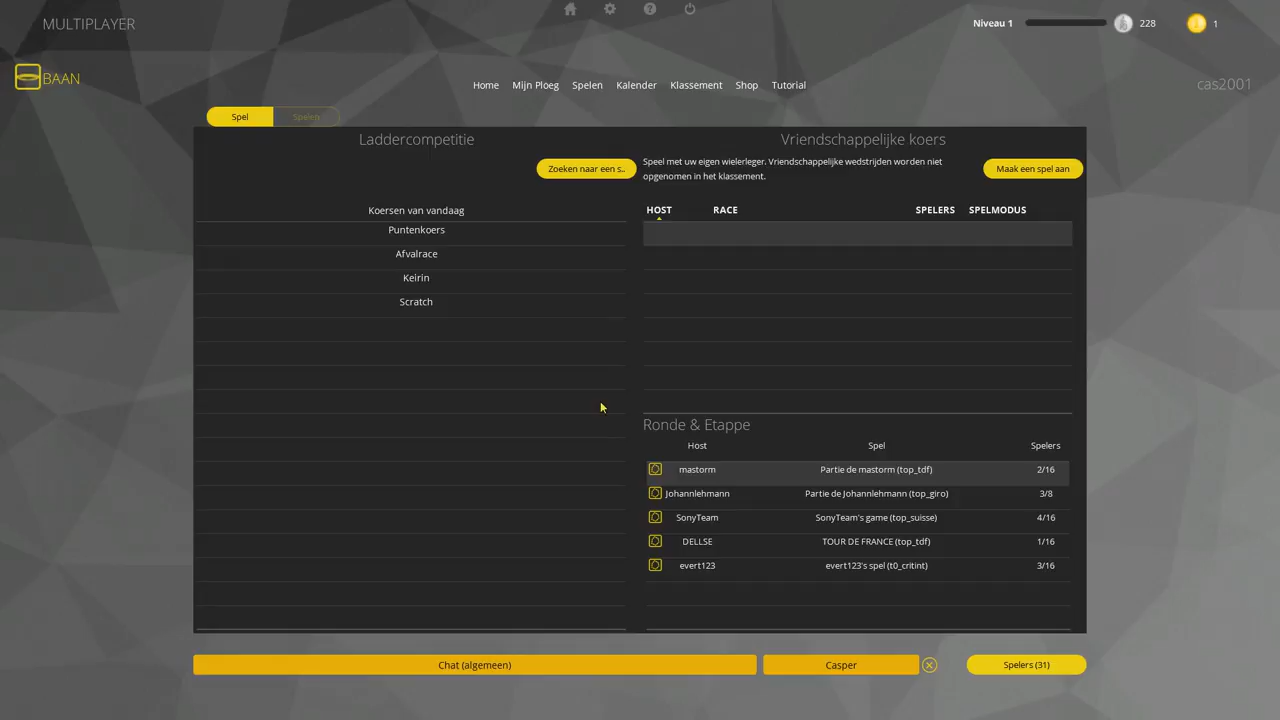 MULTIPLAYER
Niveau 1
228
1
BAAN
Home Mijn Ploeg Spelen Kalender Klassement Shop Tutorial
cas2001
Spel Spelen
Laddercompetitie
Zoeken naar een s..
Koersen van vandaag
Puntenkoers
Afvalrace
Keirin
Scratch
Vriendschappelijke koers
Speel met uw eigen wielerleger. Vriendschappelijke wedstrijden worden niet
opgenomen in het klassement.
Maak een spel aan
HOST RACE SPELERS SPELMODUS
Ronde & Etappe
Host Spel Spelers
mastorm Partie de mastorm (top_tdf) 2/16
Johannlehmann Partie de Johannlehmann (top_giro) 3/8
SonyTeam SonyTeam's game (top_suisse) 4/16
DELLSE TOUR DE FRANCE (top_tdf) 1/16
evert123 evert123's spel (t0_critint) 3/16
Chat (algemeen) Casper Spelers (31)